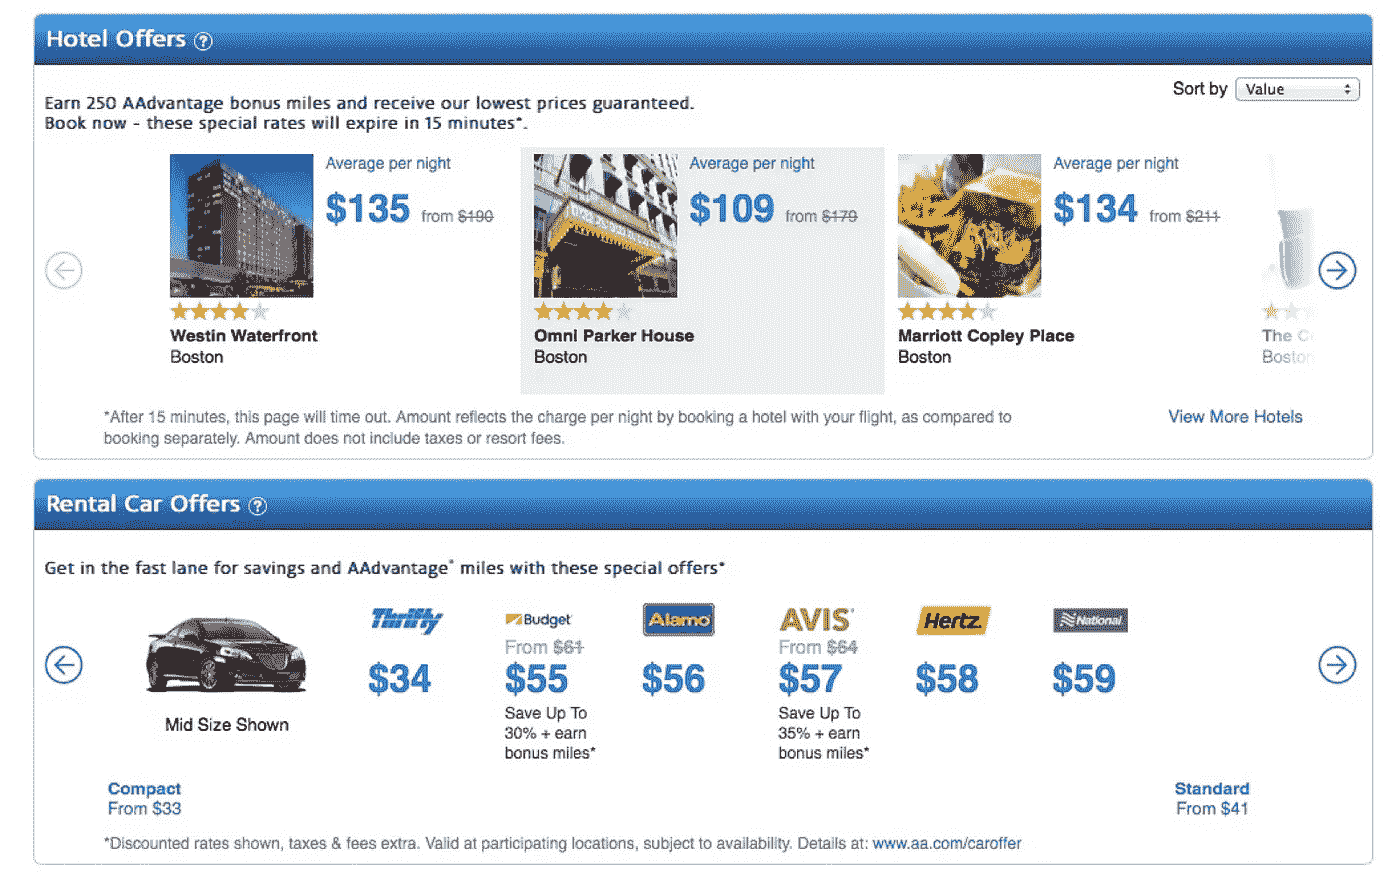 Hotel Offers ?
Sort by Value
Earn 250 AAdvantage bonus miles and receive our lowest prices guaranteed.
Book now - these special rates will expire in 15 minutes*.
Average per night
$135 from $190
Westin Waterfront
Boston
Average per night
$109 from $179
Omni Parker House
Boston
Average per night
$134 from $211
Marriott Copley Place
Boston
The
Boston
*After 15 minutes, this page will time out. Amount reflects the charge per night by booking a hotel with your flight, as compared to
booking separately. Amount does not include taxes or resort fees.
View More Hotels
Rental Car Offers ?
Get in the fast lane for savings and AAdvantage® miles with these special offers*
Mid Size Shown
Thrifty
$34
Budget
From $61
$55
Save Up To
30% + earn
bonus miles*
Alamo
$56
AVIS
From $64
$57
Save Up To
35% + earn
bonus miles*
Hertz
$58
National
$59
Compact
From $33
Standard
From $41
*Discounted rates shown, taxes & fees extra. Valid at participating locations, subject to availability. Details at: www.aa.com/caroffer